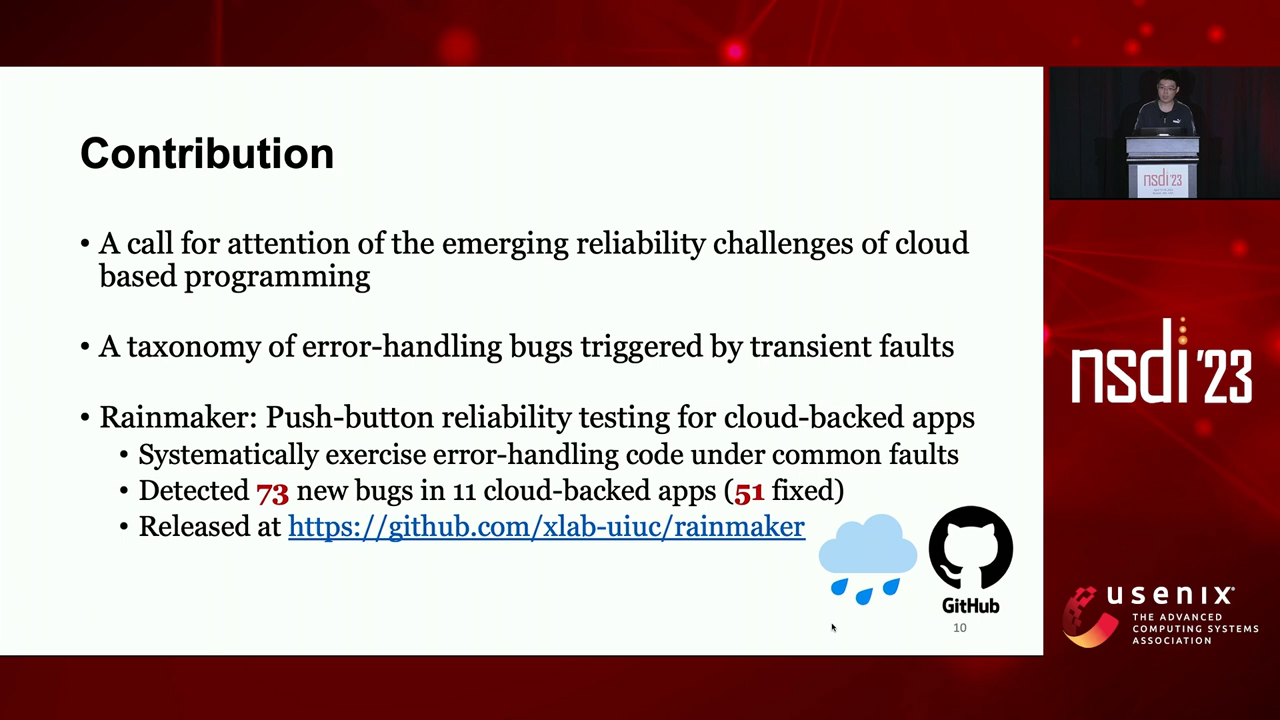 Contribution
• A call for attention of the emerging reliability challenges of cloud
based programming
• A taxonomy of error-handling bugs triggered by transient faults
• Rainmaker: Push-button reliability testing for cloud-backed apps
• Systematically exercise error-handling code under common faults
• Detected 73 new bugs in 11 cloud-backed apps (51 fixed)
• Released at https://github.com/xlab-uiuc/rainmaker
GitHub
10
nsdi'23
nsdi'23
usenix
THE ADVANCED
COMPUTING SYSTEMS
ASSOCIATION